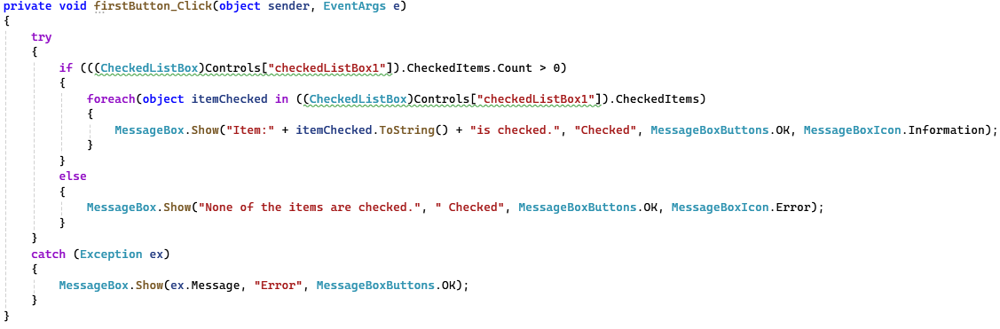 private void firstButton_Click(object sender, EventArgs e)
{
    try
    {
        if (((CheckedListBox)Controls["checkedListBox1"]).CheckedItems.Count > 0)
        {
            foreach(object itemChecked in ((CheckedListBox)Controls["checkedListBox1"]).CheckedItems)
            {
                MessageBox.Show("Item:" + itemChecked.ToString() + "is checked.", "Checked", MessageBoxButtons.OK, MessageBoxIcon.Information);
            }
        }
        else
        {
            MessageBox.Show("None of the items are checked.", " Checked", MessageBoxButtons.OK, MessageBoxIcon.Error);
        }
    }
    catch (Exception ex)
    {
        MessageBox.Show(ex.Message, "Error", MessageBoxButtons.OK);
    }
}